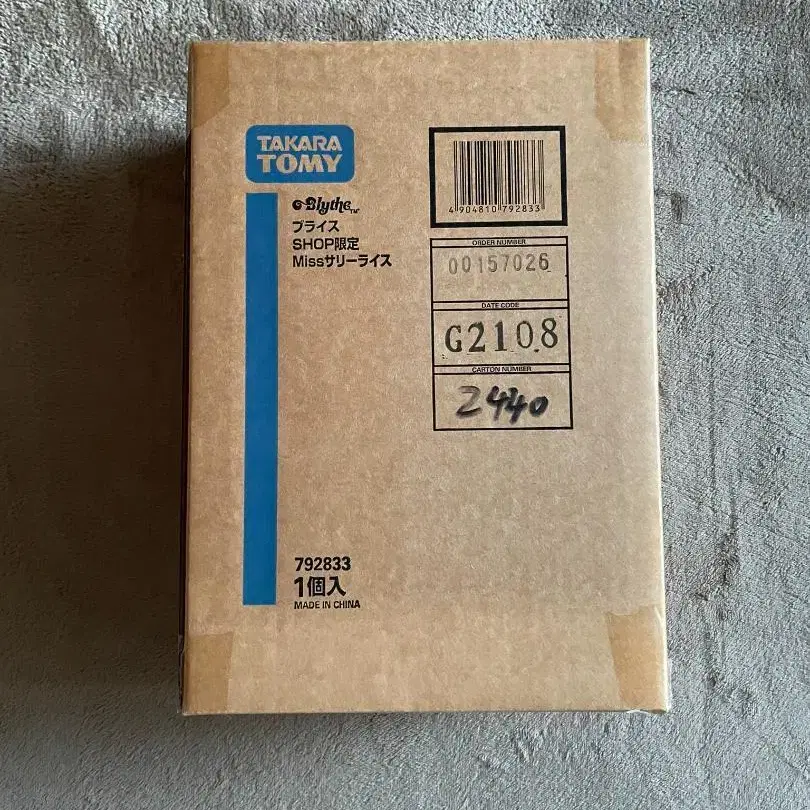 TAKARA
TOMY
Blythe™
ブライス
SHOP限定
Missサリーライス
4 904810 792833
ORDER NUMBER
00157026
DATE CODE
G2108
CARTON NUMBER
2440
792833
1個入
MADE IN CHINA